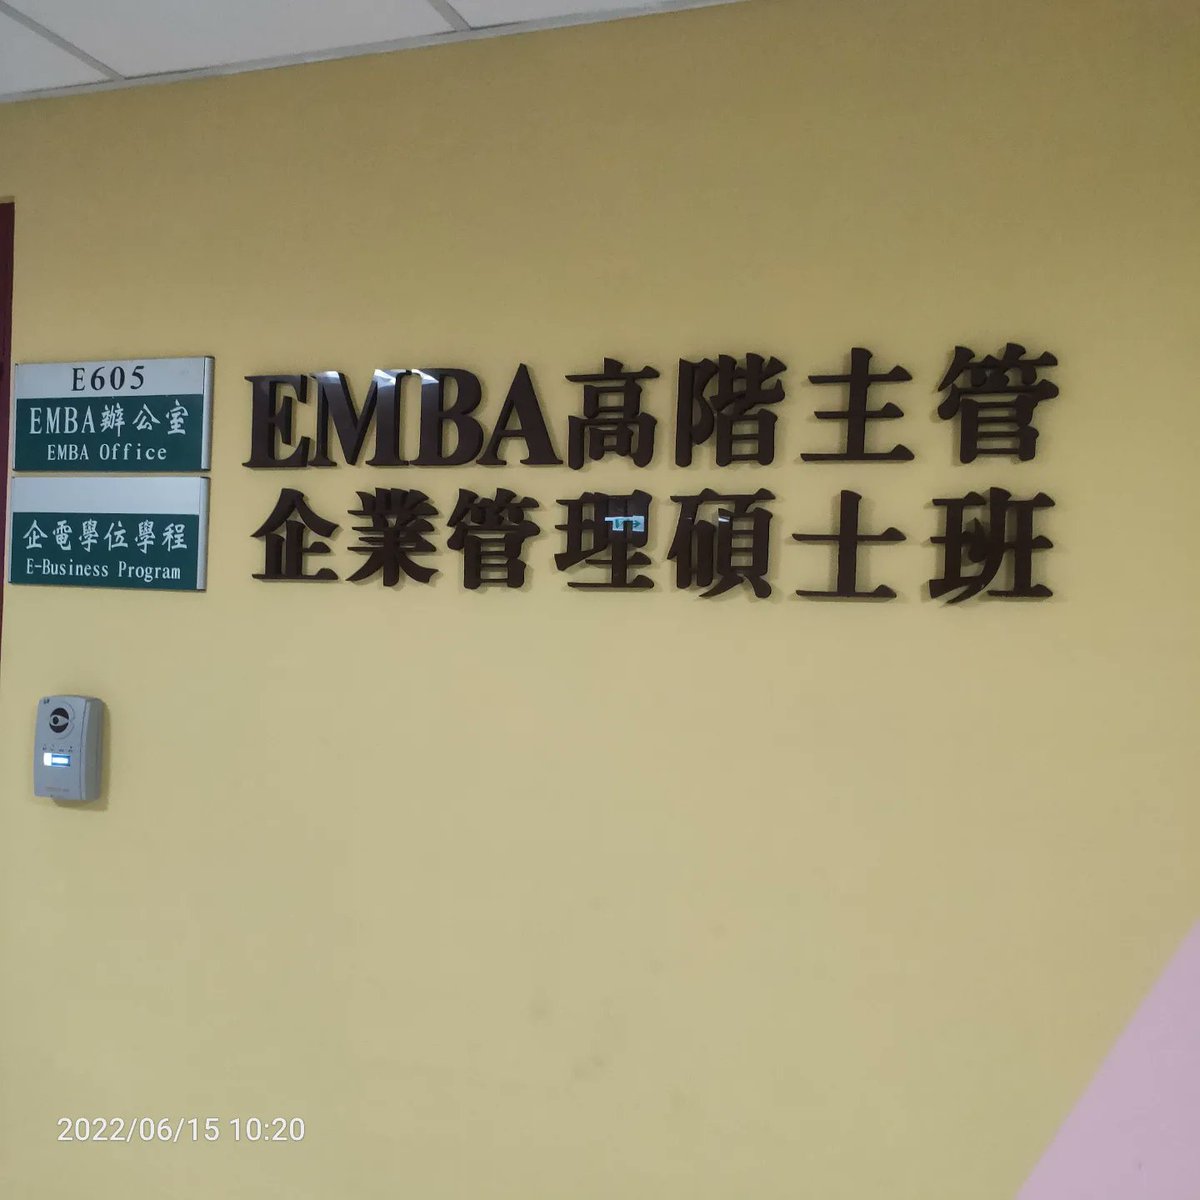 E605
EMBA辦公室
EMBA Office
企電學位學程
E-Business Program
EMBA高階主管
企業管理碩士班
2022/06/15 10:20